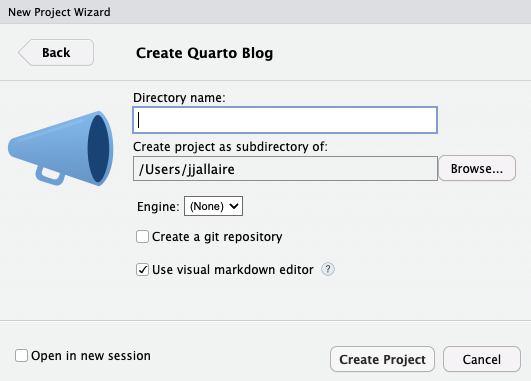 New Project Wizard
Back
Create Quarto Blog
Directory name:
Create project as subdirectory of:
/Users/jjallaire
Browse...
Engine: (None)
Create a git repository
Use visual markdown editor ?
Open in new session
Create Project
Cancel